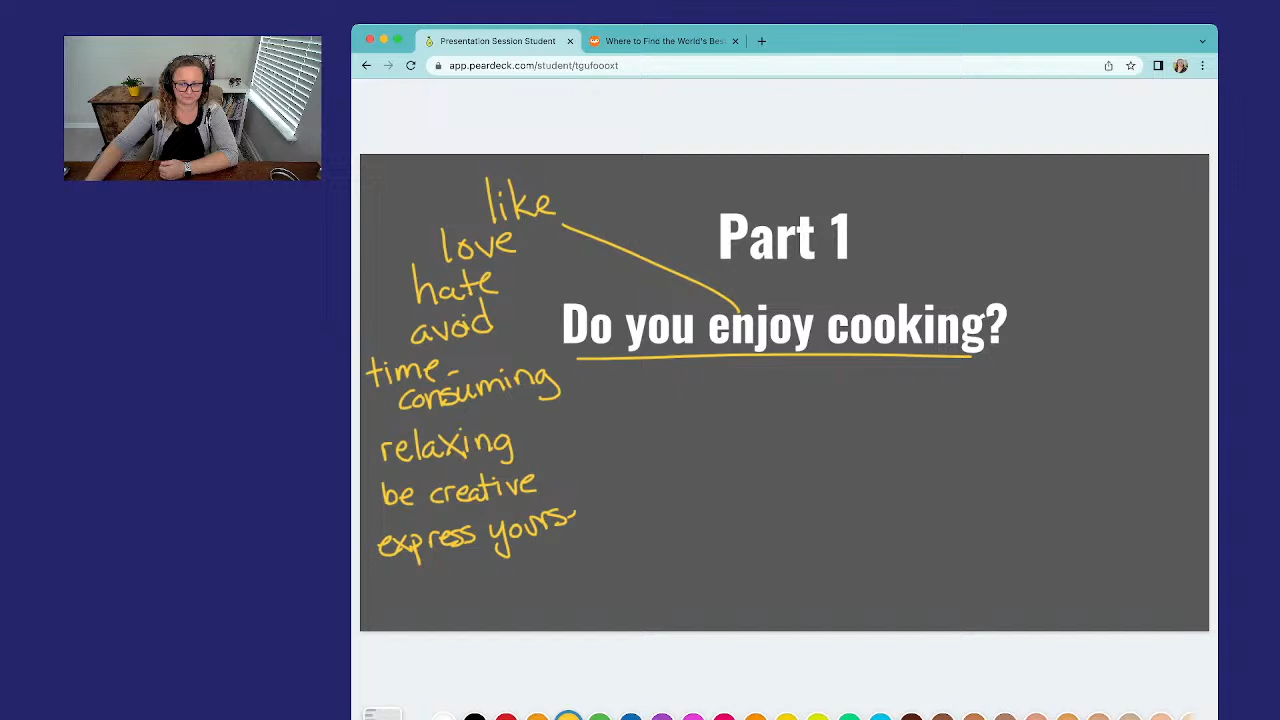 Presentation Session Student
Where to Find the World's Bes
app.peardeck.com/student/tgufoooxt
Part 1
Do you enjoy cooking?
like
love
hate
avoid
time-
consuming
relaxing
be creative
express yours